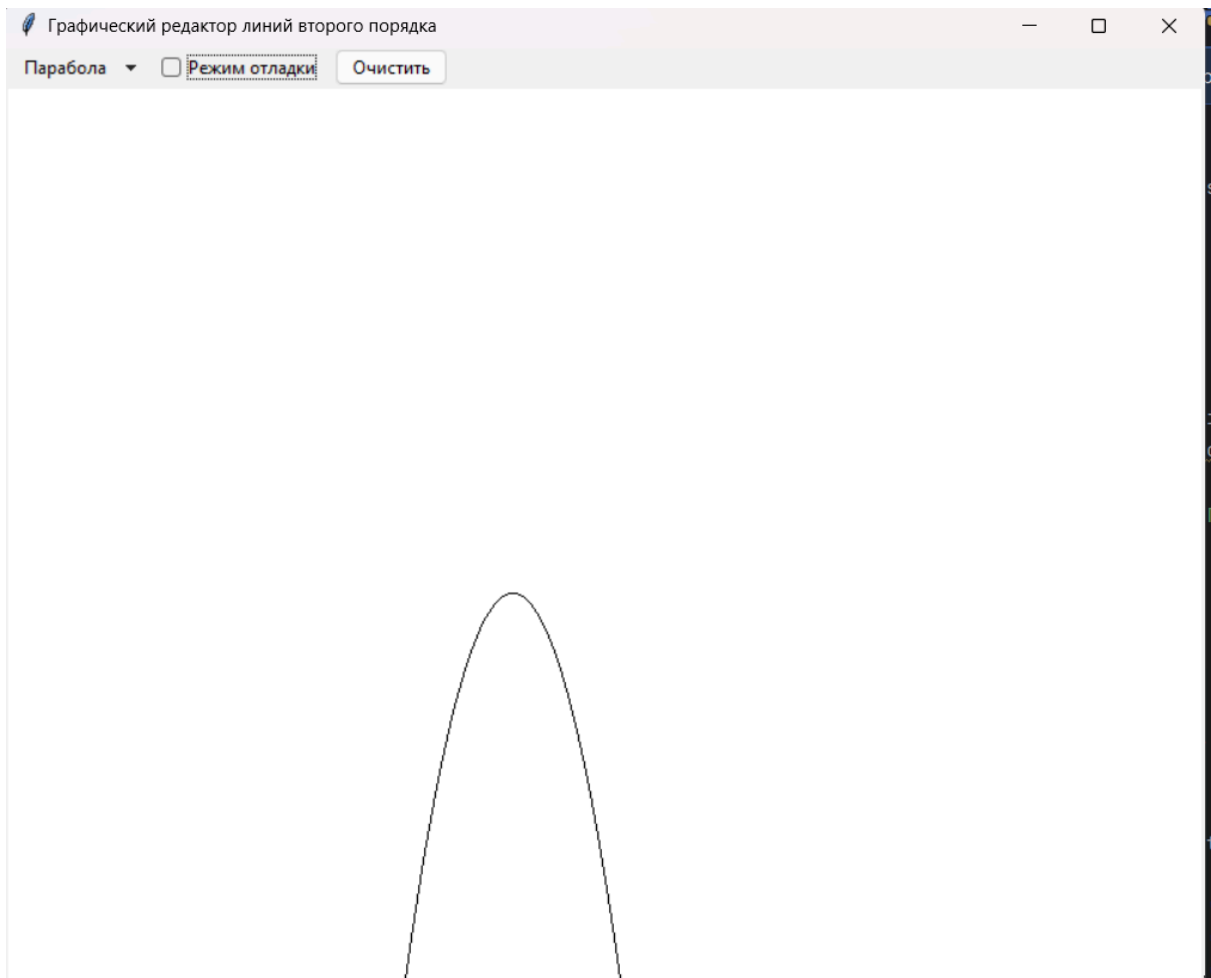 Графический редактор линий второго порядка
Парабола Режим отладки Очистить